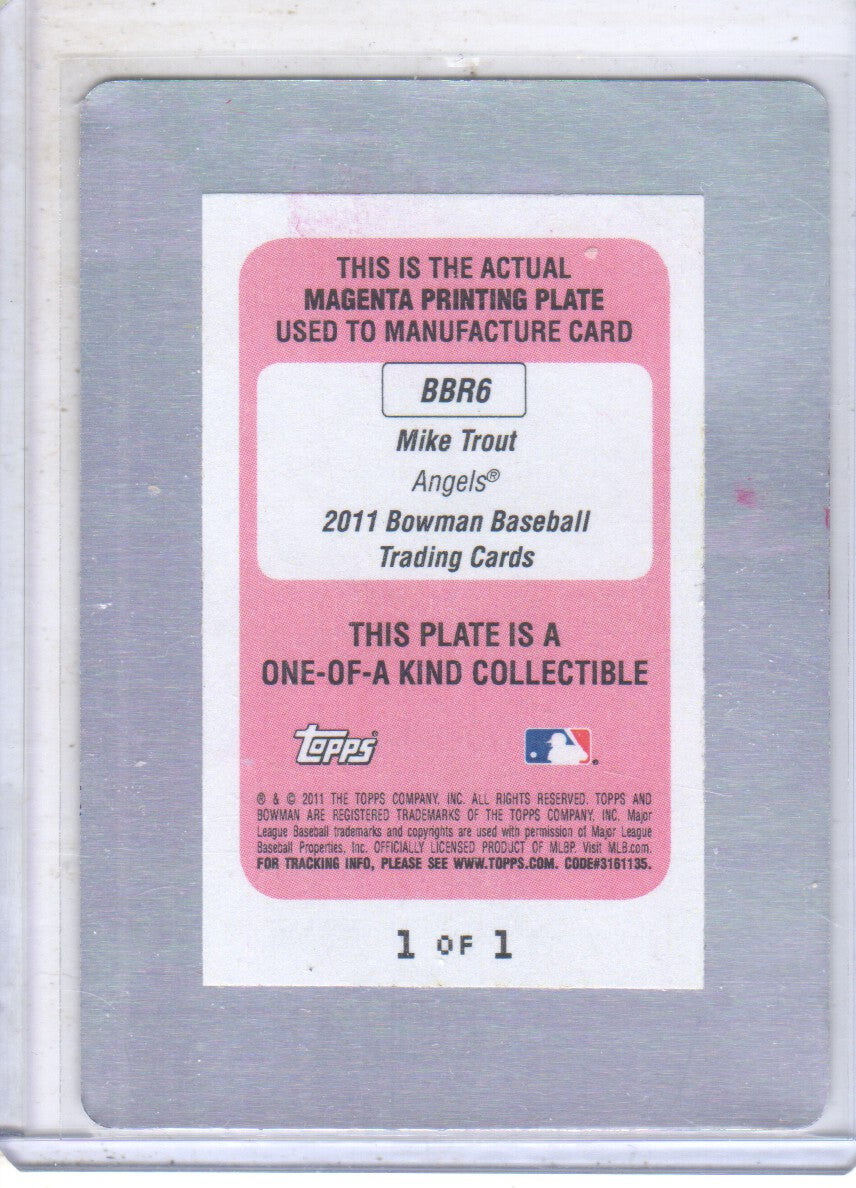 THIS IS THE ACTUAL
MAGENTA PRINTING PLATE
USED TO MANUFACTURE CARD
BBR6
Mike Trout
Angels®
2011 Bowman Baseball
Trading Cards
THIS PLATE IS A
ONE-OF-A KIND COLLECTIBLE
Topps®
® & © 2011 THE TOPPS COMPANY, INC. ALL RIGHTS RESERVED. TOPPS AND
BOWMAN ARE REGISTERED TRADEMARKS OF THE TOPPS COMPANY, INC. Major
League Baseball trademarks and copyrights are used with permission of Major League
Baseball Properties, Inc. OFFICIALLY LICENSED PRODUCT OF MLBP. Visit MLB.com.
FOR TRACKING INFO, PLEASE SEE WWW.TOPPS.COM. CODE#3161135.
1 OF 1